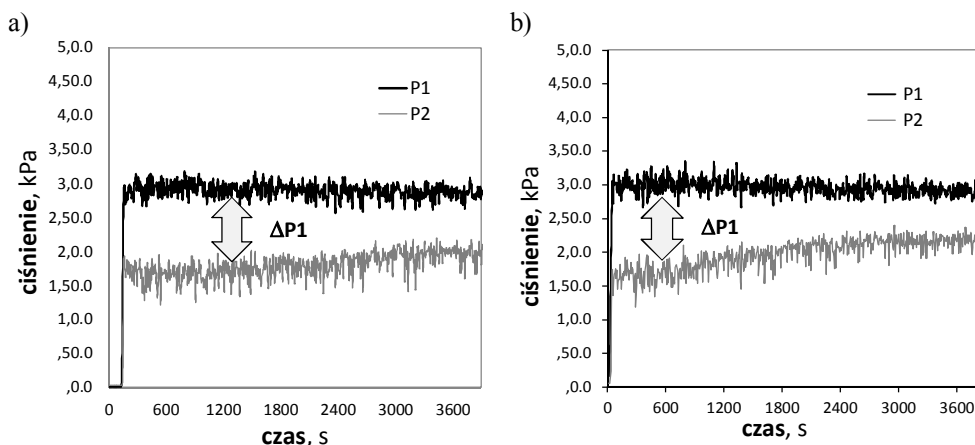 a)
5,0.0
4,50.0
4,0.0
3,50.0
3,0.0
2,50.0
2,0.0
1,50.0
1,0.0
,50.0
,0.0
ciśnienie, kPa
P1
P2
ΔP1
0 600 1200 1800 2400 3000 3600
czas, s
b)
5,0.0
4,50.0
4,0.0
3,50.0
3,0.0
2,50.0
2,0.0
1,50.0
1,0.0
,50.0
,0.0
ciśnienie, kPa
P1
P2
ΔP1
0 600 1200 1800 2400 3000 3600
czas, s